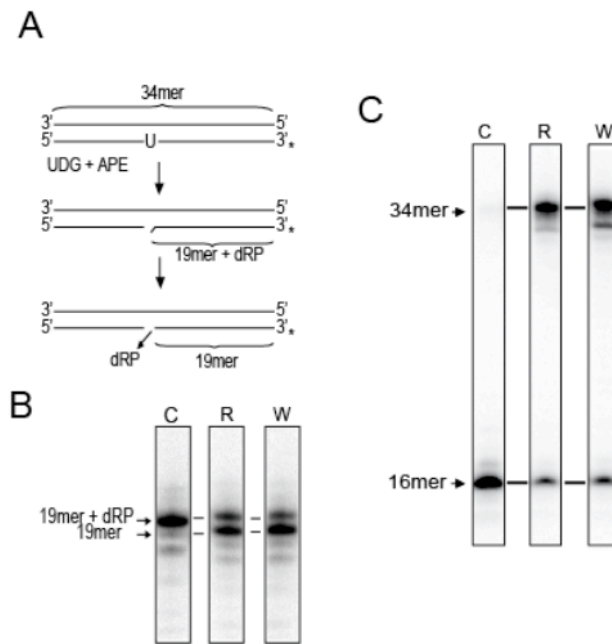 A
34mer
3' 5'
5' U 3'*
UDG + APE
3' 5'
5' 3'*
19mer + dRP
3' 5'
5' 3'*
dRP 19mer
B
C R W
19mer + dRP
19mer
C
C R W
34mer
16mer